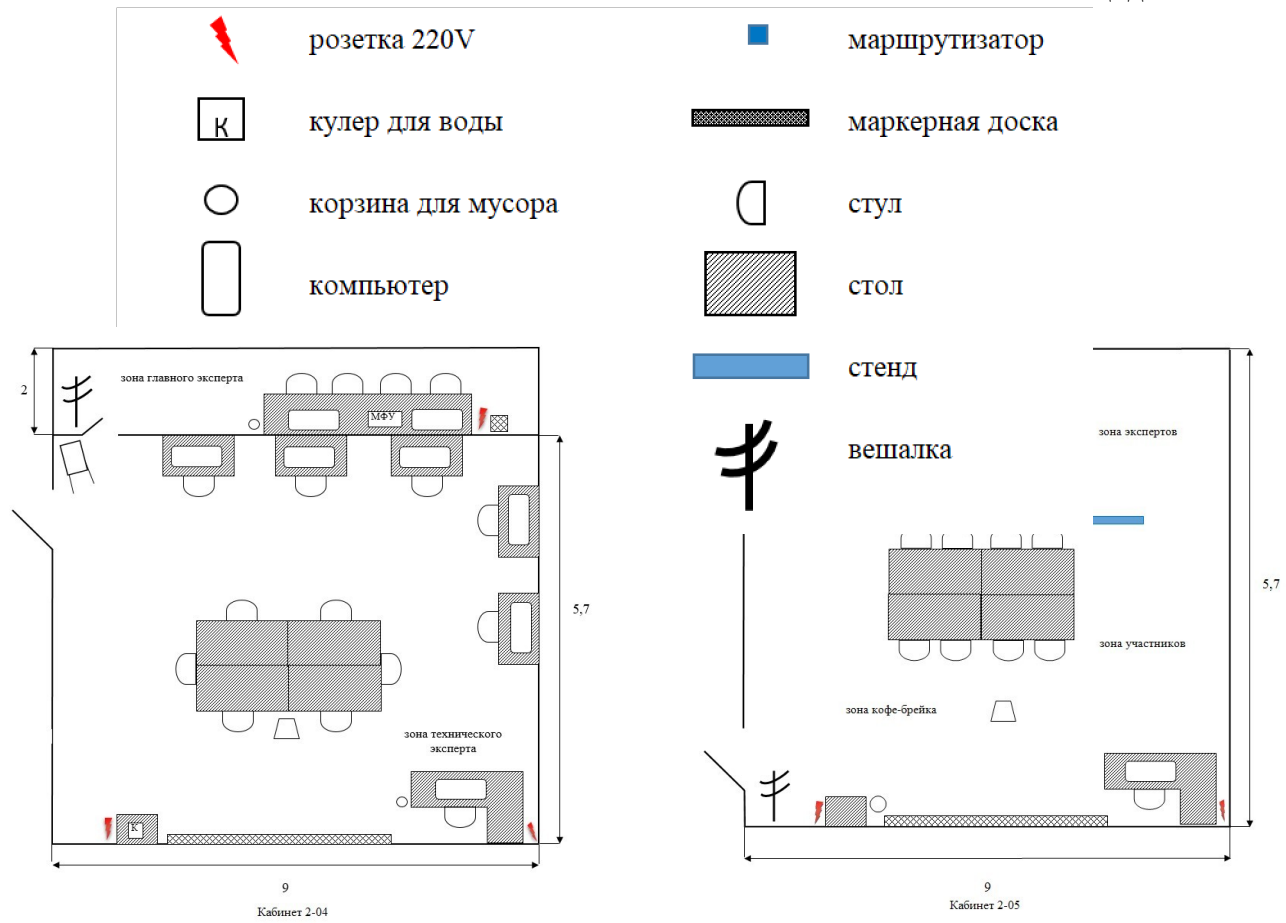 розетка 220V
маршрутизатор
К
кулер для воды
маркерная доска
корзина для мусора
стул
компьютер
стол
стенд
вешалка
2
зона главного эксперта
МФУ
5,7
зона технического
эксперта
К
9
Кабинет 2-04
зона экспертов
5,7
зона участников
зона кофе-брейка
9
Кабинет 2-05